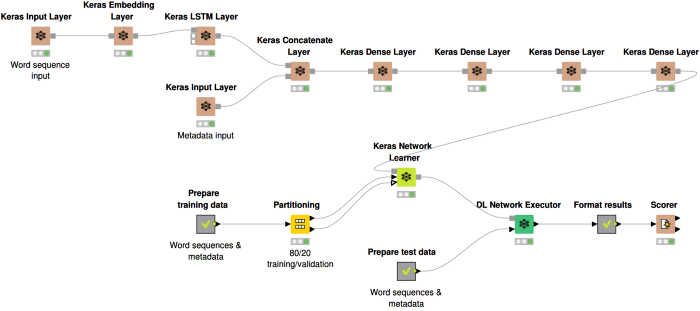 Keras Input Layer
Word sequence
input
Keras Embedding
Layer
Keras LSTM Layer
Keras Input Layer
Metadata input
Keras Concatenate
Layer
Keras Dense Layer
Keras Dense Layer
Keras Dense Layer
Keras Dense Layer
Keras Network
Learner
Prepare
training data
Word sequences &
metadata
Partitioning
80/20
training/validation
Prepare test data
Word sequences &
metadata
DL Network Executor
Format results
Scorer